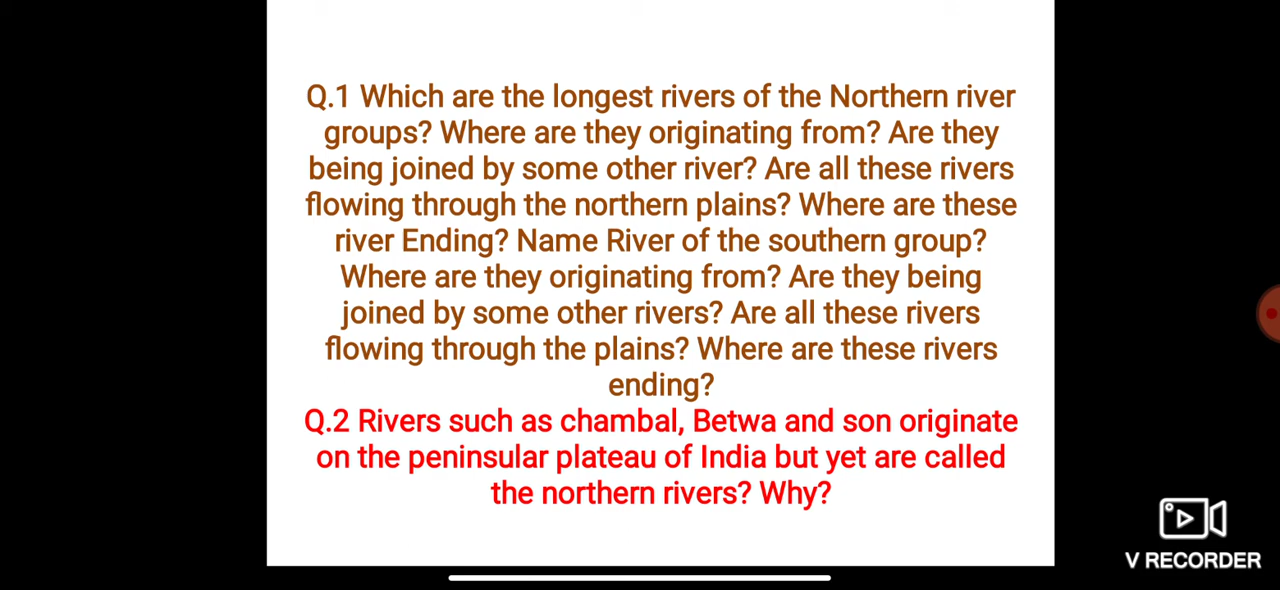 Q.1 Which are the longest rivers of the Northern river
groups? Where are they originating from? Are they
being joined by some other river? Are all these rivers
flowing through the northern plains? Where are these
river Ending? Name River of the southern group?
Where are they originating from? Are they being
joined by some other rivers? Are all these rivers
flowing through the plains? Where are these rivers
ending?
Q.2 Rivers such as chambal, Betwa and son originate
on the peninsular plateau of India but yet are called
the northern rivers? Why?
V RECORDER